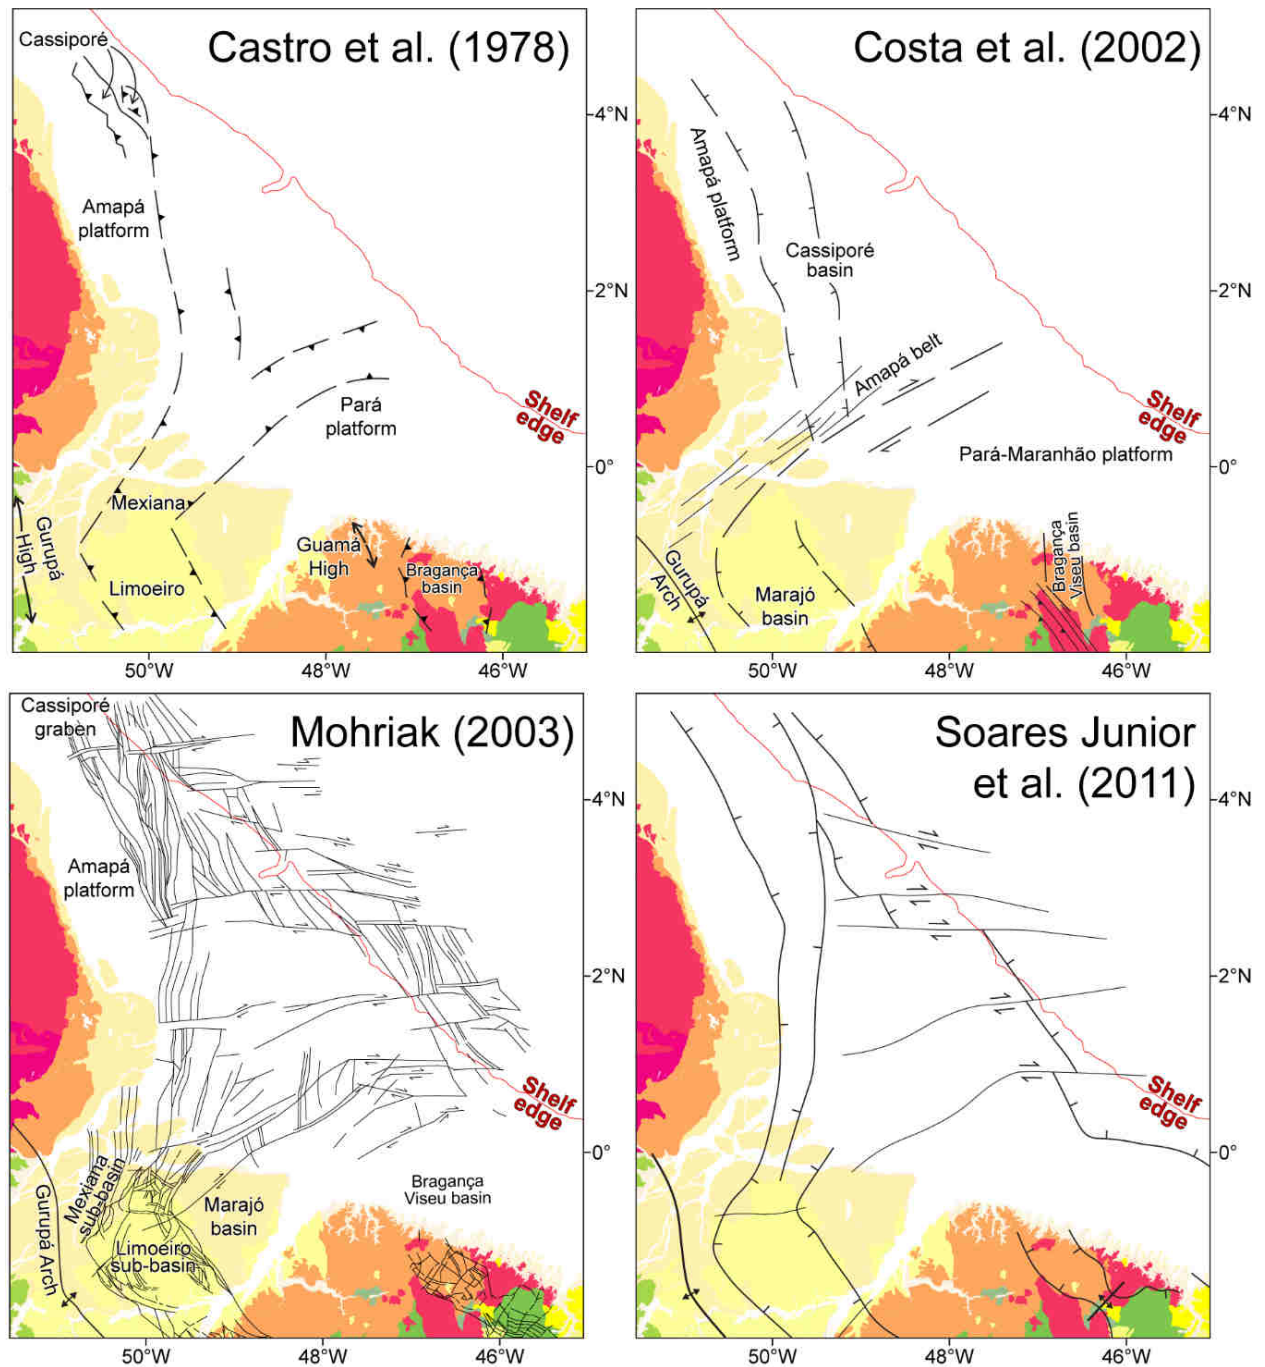 Castro et al. (1978)
Cassiporé
Amapá
platform
Shelf
edge
Pará
platform
Mexiana
Gurupá
High
Limoeiro
Guamá
High
Bragança
basin
4°N
2°N
0°
50°W
48°W
46°W
Costa et al. (2002)
Amapá platform
Cassiporé
basin
Amapá belt
Shelf
edge
Pará-Maranhão platform
Gurupá
Arch
Marajó
basin
Bragança
Viseu basin
4°N
2°N
0°
50°W
48°W
46°W
Mohriak (2003)
Cassiporé
graben
Amapá
platform
Shelf
edge
Gurupá Arch
Mexiana
sub-basin
Marajó
basin
Limoeiro
sub-basin
Bragança
Viseu basin
4°N
2°N
0°
50°W
48°W
46°W
Soares Junior
et al. (2011)
Shelf
edge
4°N
2°N
0°
50°W
48°W
46°W